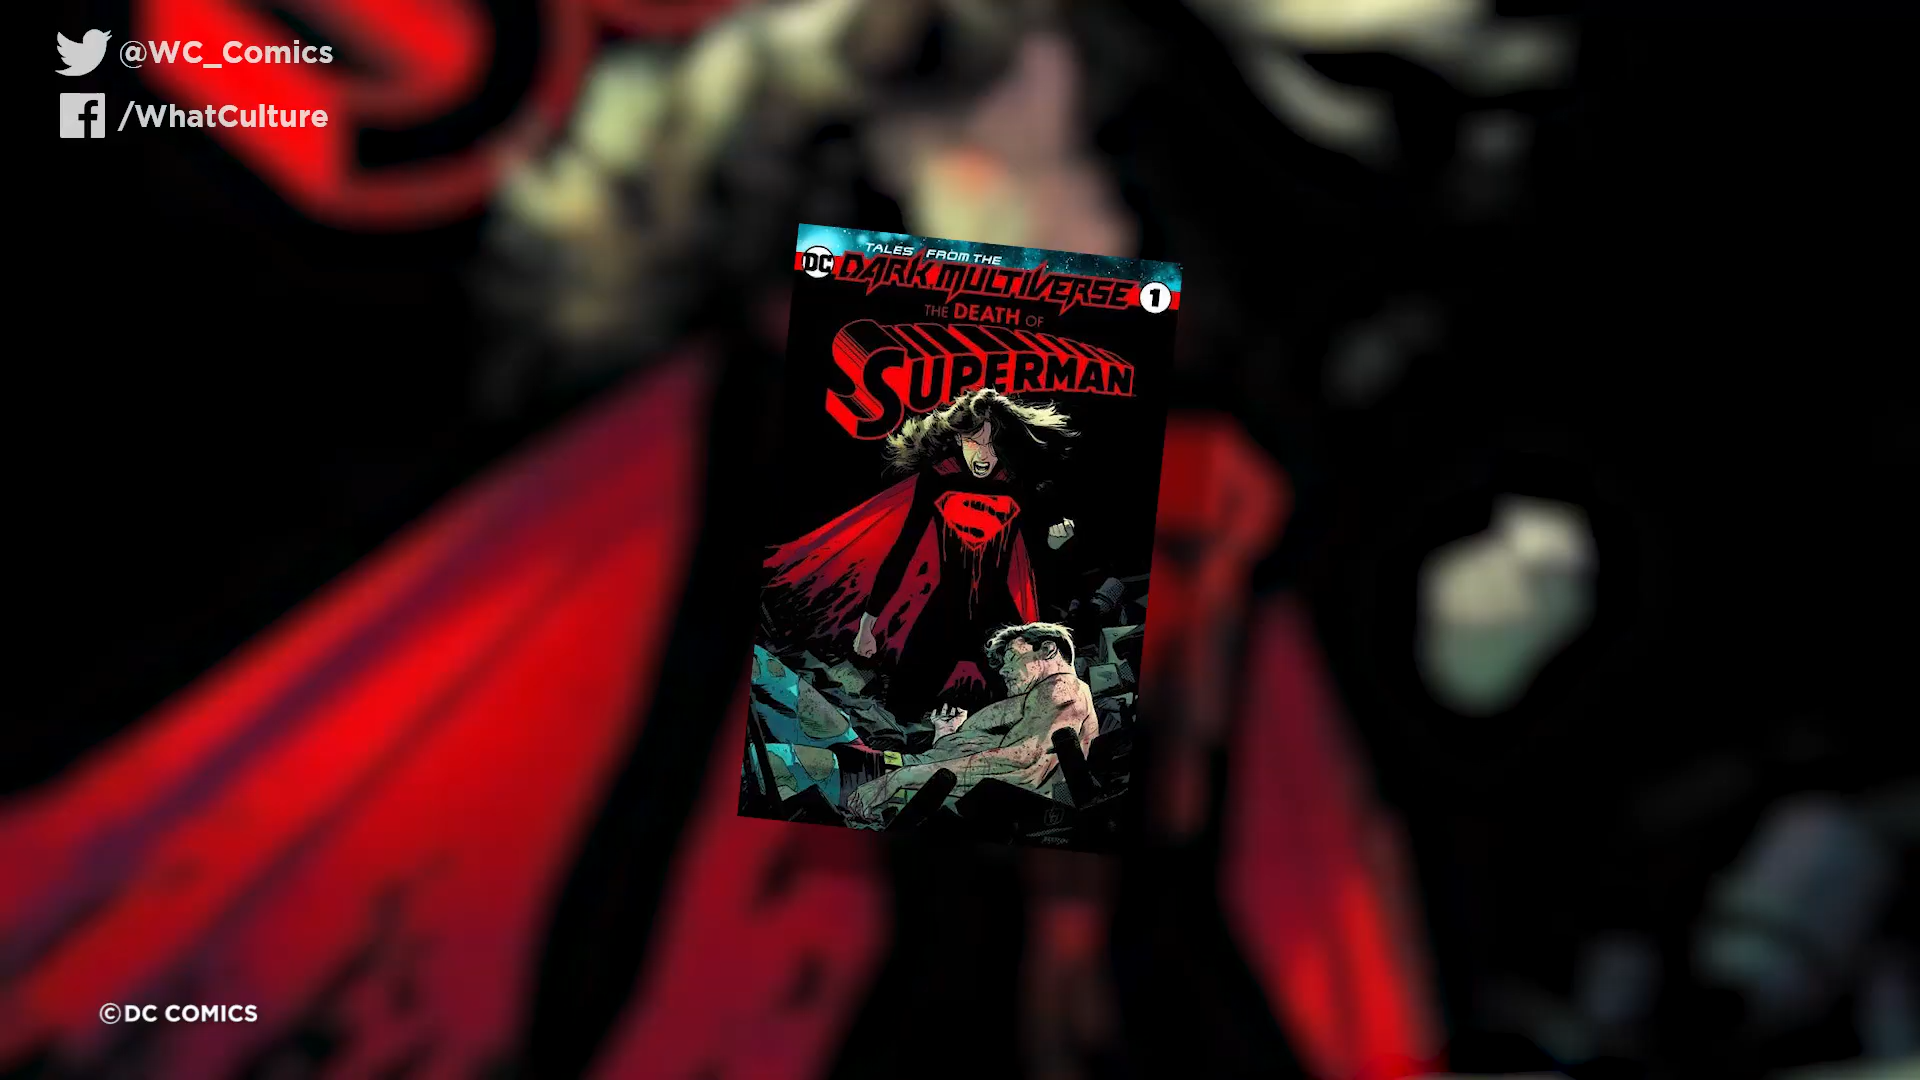 @WC_Comics
/WhatCulture
TALES FROM THE
DC DARK MULTIVERSE 1
THE DEATH OF
SUPERMAN
©DC COMICS